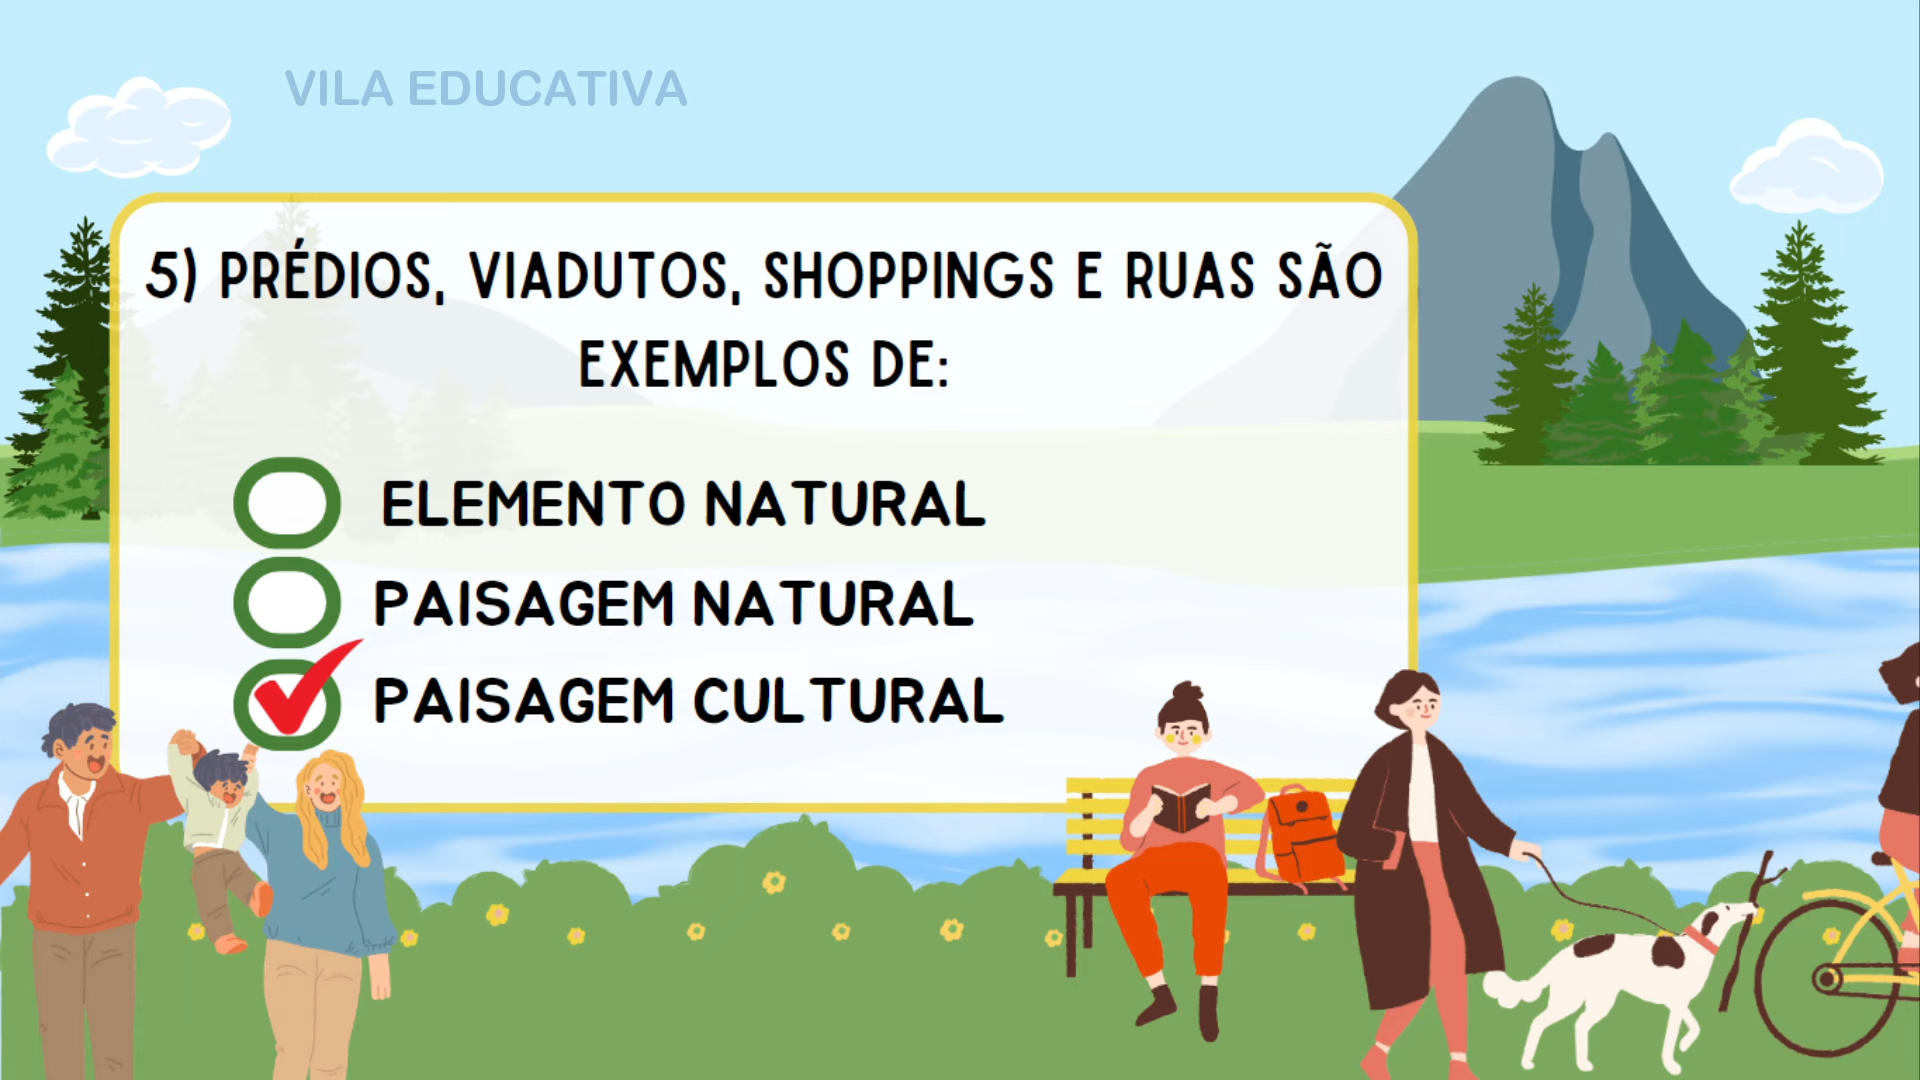 VILA EDUCATIVA
5) PRÉDIOS, VIADUTOS, SHOPPINGS E RUAS SÃO
EXEMPLOS DE:
ELEMENTO NATURAL
PAISAGEM NATURAL
PAISAGEM CULTURAL